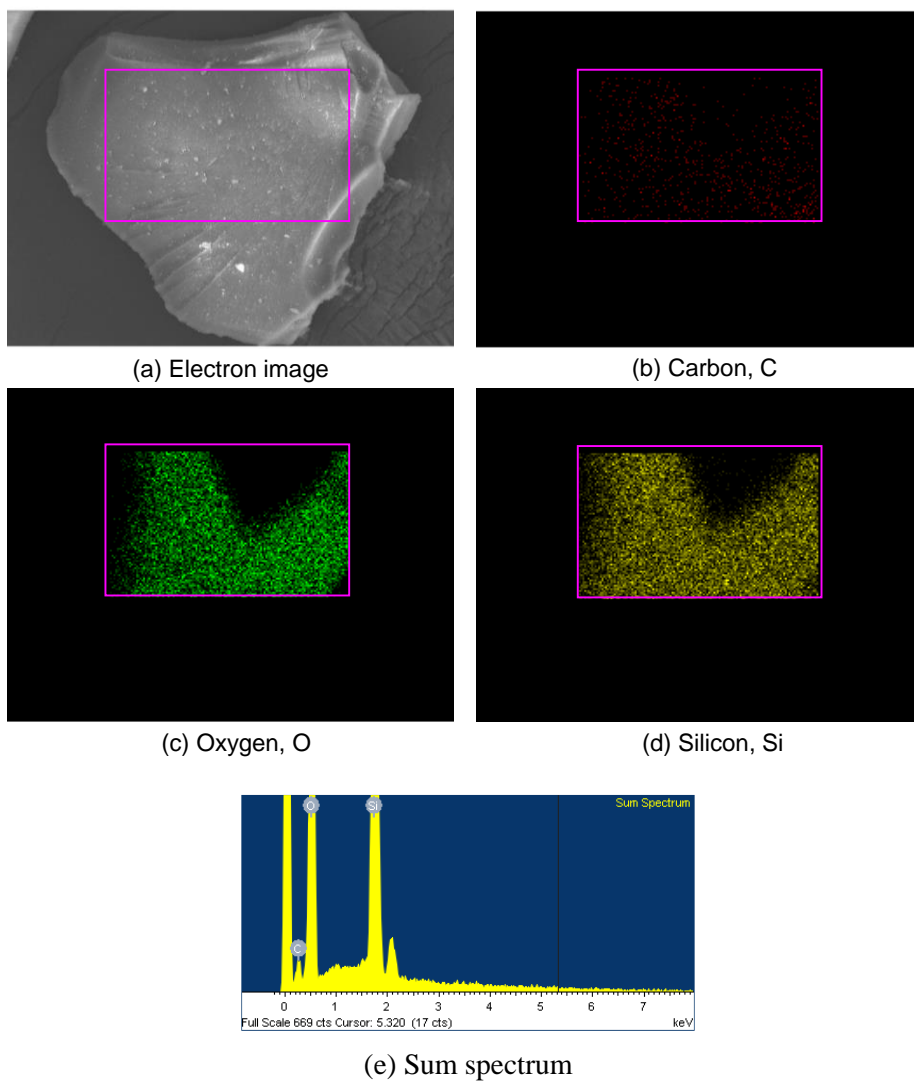 (a) Electron image
(b) Carbon, C
(c) Oxygen, O
(d) Silicon, Si
Sum Spectrum
O
Si
C
0 1 2 3 4 5 6 7
Full Scale 669 cts Cursor: 5.320 (17 cts) keV
(e) Sum spectrum